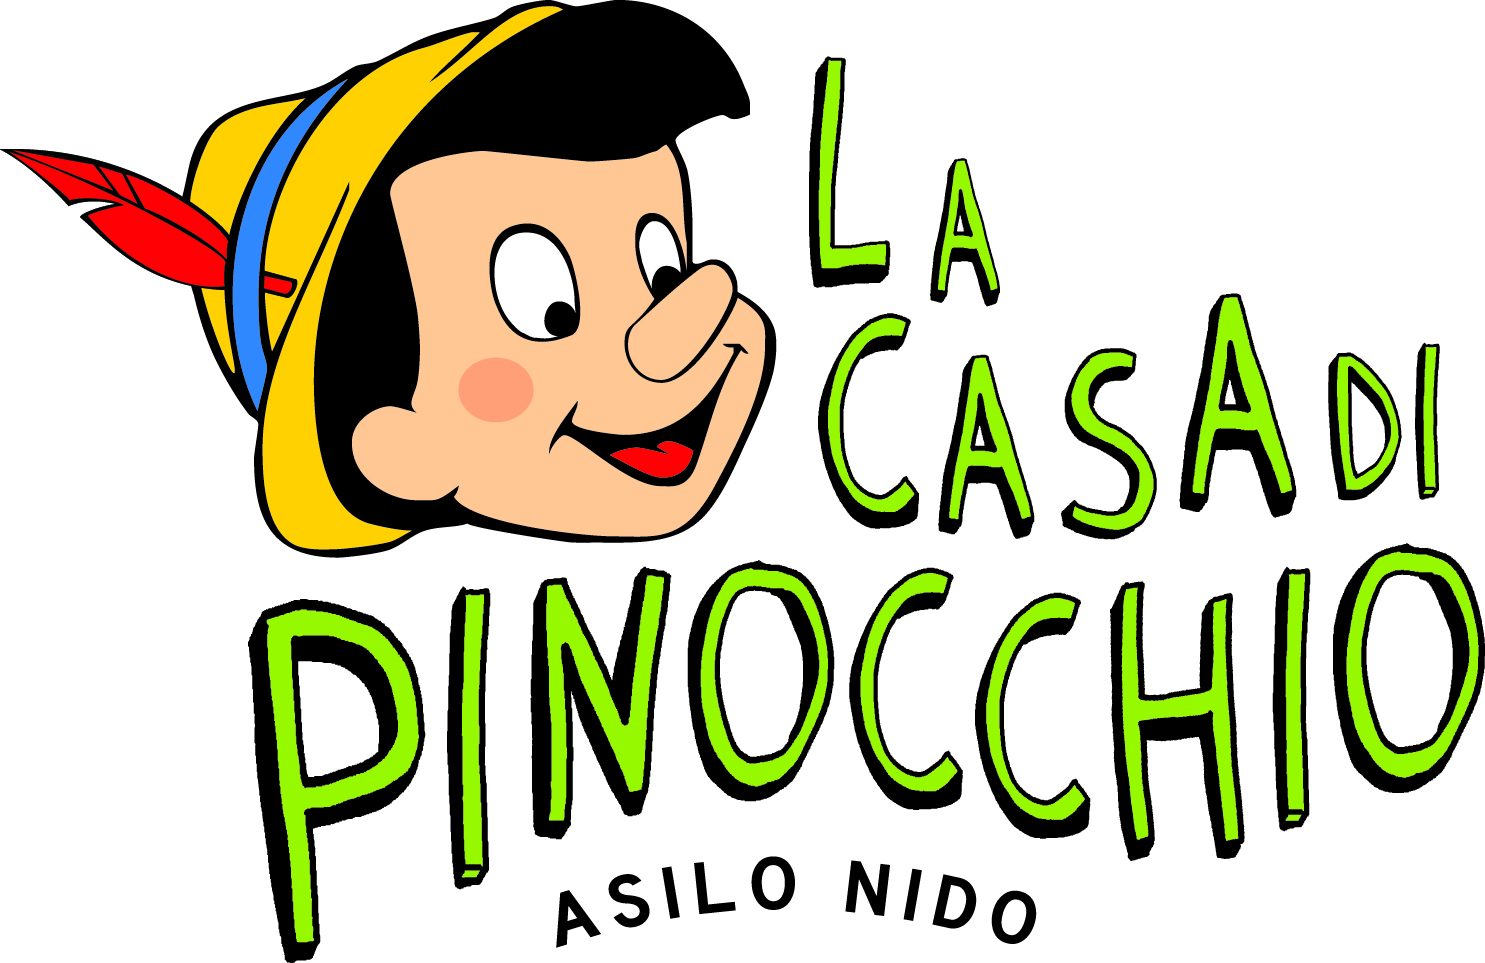 LA
CASA DI
PINOCCHIO
ASILO NIDO